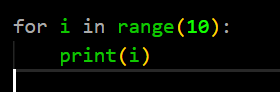 for i in range(10):
    print(i)